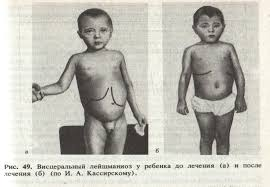 а
б
Рис. 49. Висцеральный лейшманиоз у ребенка до лечения (а) и после
лечения (б) (по И. А. Кассирскому).